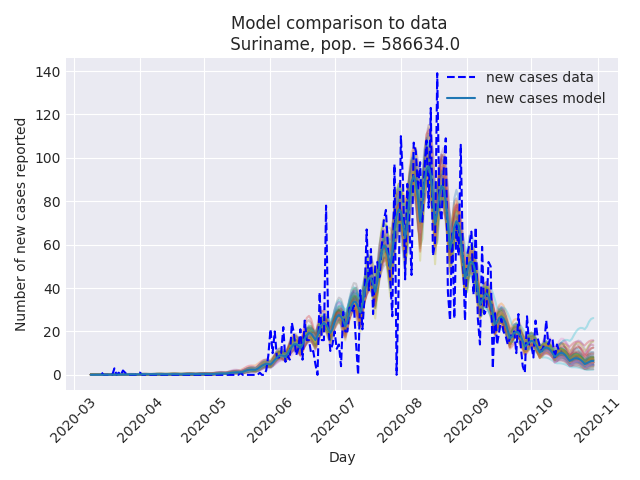 Model comparison to data
Suriname, pop. = 586634.0
new cases data
new cases model
Number of new cases reported
140
120
100
80
60
40
20
0
2020-03
2020-04
2020-05
2020-06
2020-07
2020-08
2020-09
2020-10
2020-11
Day